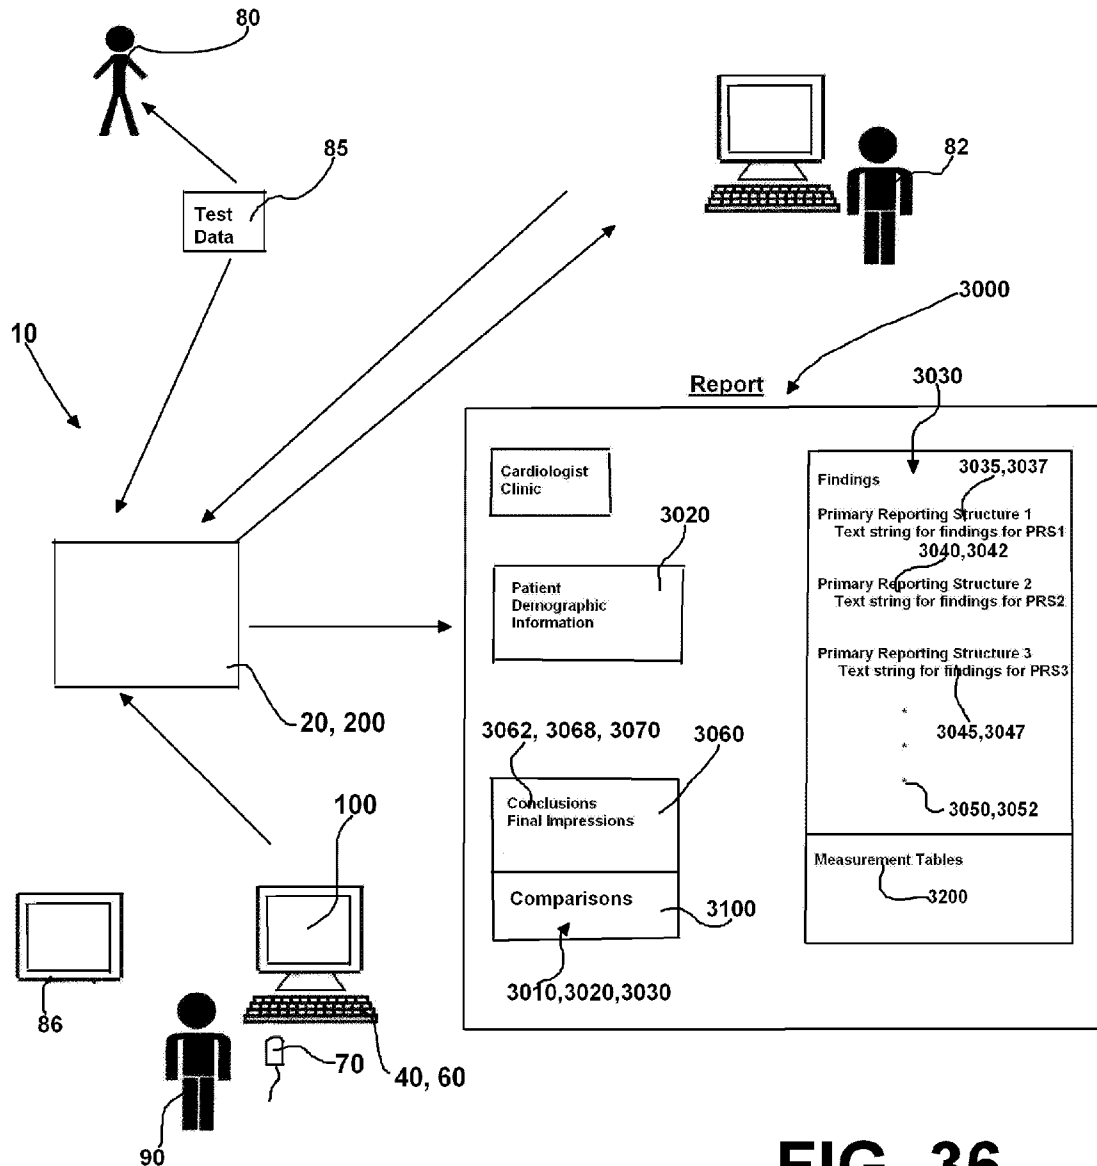 80
85
82
Test
Data
10
3000
Report
3030
Cardiologist
Clinic
Findings
3035,3037
Primary Reporting Structure 1
Text string for findings for PRS1
3040,3042
3020
Patient
Demographic
Information
Primary Reporting Structure 2
Text string for findings for PRS2
Primary Reporting Structure 3
Text string for findings for PRS3
*
3045,3047
*
*
3050,3052
20, 200
3062, 3068, 3070
3060
Conclusions
Final Impressions
100
Measurement Tables
3200
Comparisons
3100
3010,3020,3030
86
70
40, 60
90
FIG. 36